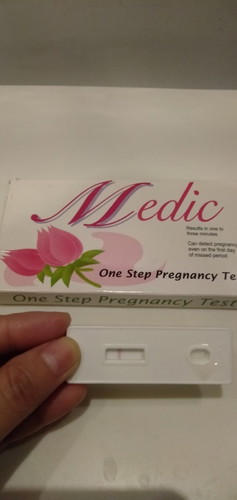 Medic
Results in one to
three minutes
Can detect pregnancy
even on the first day
of missed period
One Step Pregnancy Te
One Step Pregnancy Test